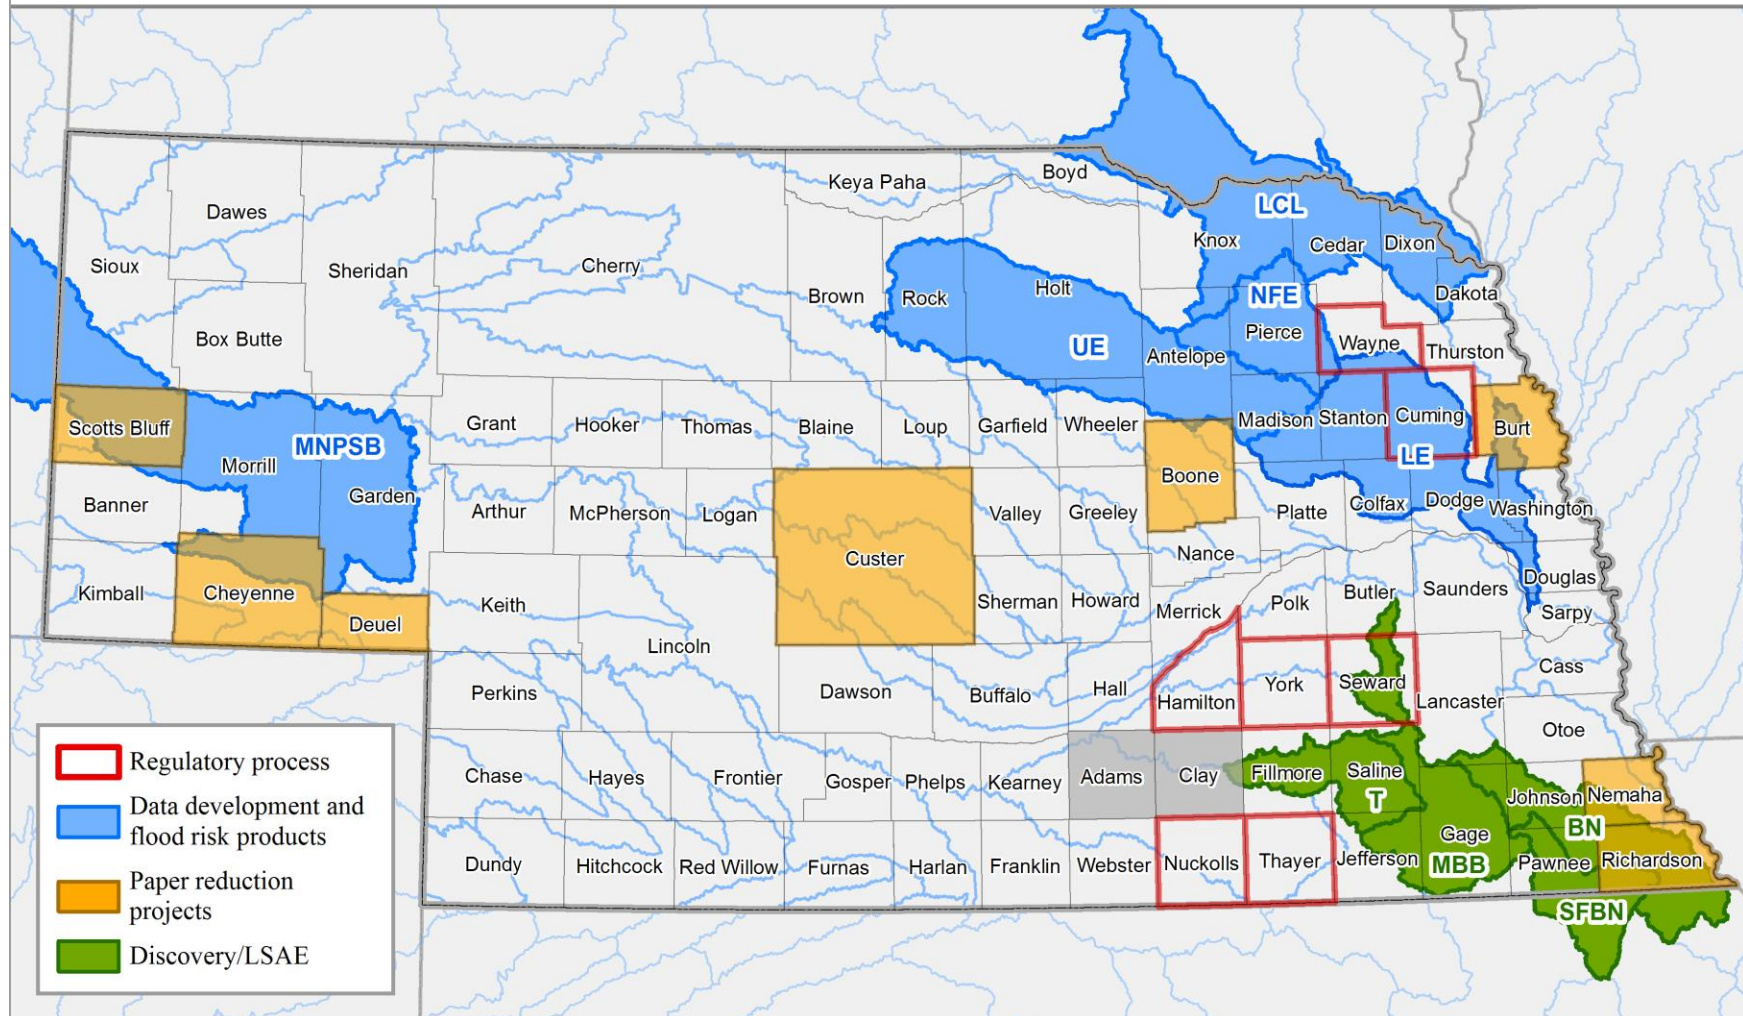 Boyd
Keya Paha
Dawes
LCL
Knox
Cedar
Dixon
Sioux
Sheridan
Cherry
Brown
Rock
Holt
NFE
Dakota
Box Butte
UE
Pierce
Antelope
Wayne
Thurston
Scotts Bluff
MNPSB
Morrill
Garden
Grant
Hooker
Thomas
Blaine
Loup
Garfield
Wheeler
Madison
Stanton
Cuming
Burt
LE
Boone
Banner
Arthur
McPherson
Logan
Custer
Valley
Greeley
Platte
Colfax
Dodge
Washington
Nance
Kimball
Cheyenne
Deuel
Keith
Lincoln
Sherman
Howard
Merrick
Polk
Butler
Saunders
Douglas
Sarpy
Cass
Perkins
Dawson
Buffalo
Hall
Hamilton
York
Seward
Lancaster
Otoe
Chase
Hayes
Frontier
Gosper
Phelps
Kearney
Adams
Clay
Fillmore
Saline
T
Johnson
Nemaha
BN
Dundy
Hitchcock
Red Willow
Furnas
Harlan
Franklin
Webster
Nuckolls
Thayer
Jefferson
Gage
MBB
Pawnee
Richardson
SFBN
Regulatory process
Data development and
flood risk products
Paper reduction
projects
Discovery/LSAE